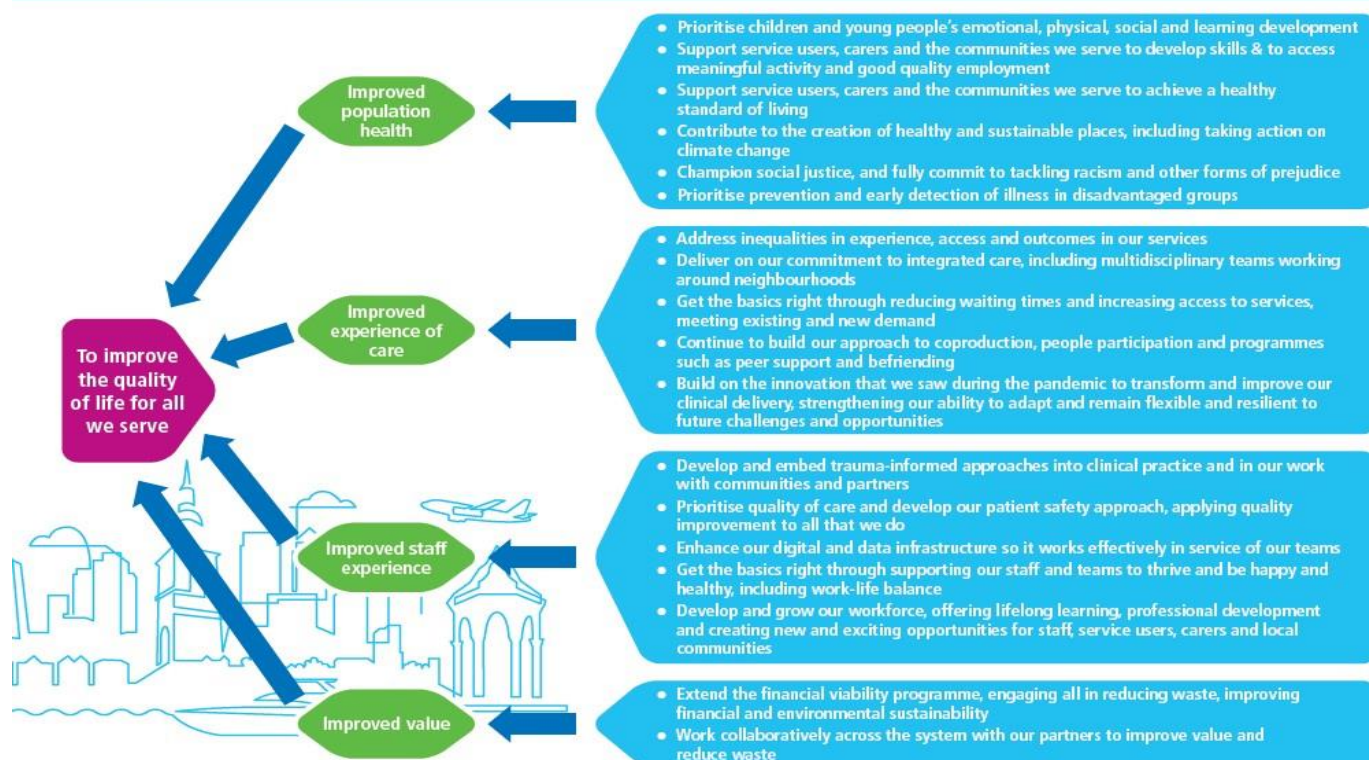 • Prioritise children and young people's emotional, physical, social and learning development
• Support service users, carers and the communities we serve to develop skills & to access
meaningful activity and good quality employment
• Support service users, carers and the communities we serve to achieve a healthy
standard of living
• Contribute to the creation of healthy and sustainable places, including taking action on
climate change
• Champion social justice, and fully commit to tackling racism and other forms of prejudice
• Prioritise prevention and early detection of illness in disadvantaged groups
Improved
population
health
• Address inequalities in experience, access and outcomes in our services
• Deliver on our commitment to integrated care, including multidisciplinary teams working
around neighbourhoods
• Get the basics right through reducing waiting times and increasing access to services,
meeting existing and new demand
• Continue to build our approach to coproduction, people participation and programmes
such as peer support and befriending
• Build on the innovation that we saw during the pandemic to transform and improve our
clinical delivery, strengthening our ability to adapt and remain flexible and resilient to
future challenges and opportunities
Improved
experience of
care
To improve
the quality
of life for all
we serve
• Develop and embed trauma-informed approaches into clinical practice and in our work
with communities and partners
• Prioritise quality of care and develop our patient safety approach, applying quality
improvement to all that we do
• Enhance our digital and data infrastructure so it works effectively in service of our teams
• Get the basics right through supporting our staff and teams to thrive and be happy and
healthy, including work-life balance
• Develop and grow our workforce, offering lifelong learning, professional development
and creating new and exciting opportunities for staff, service users, carers and local
communities
Improved staff
experience
• Extend the financial viability programme, engaging all in reducing waste, improving
financial and environmental sustainability
• Work collaboratively across the system with our partners to improve value and
reduce waste
Improved value